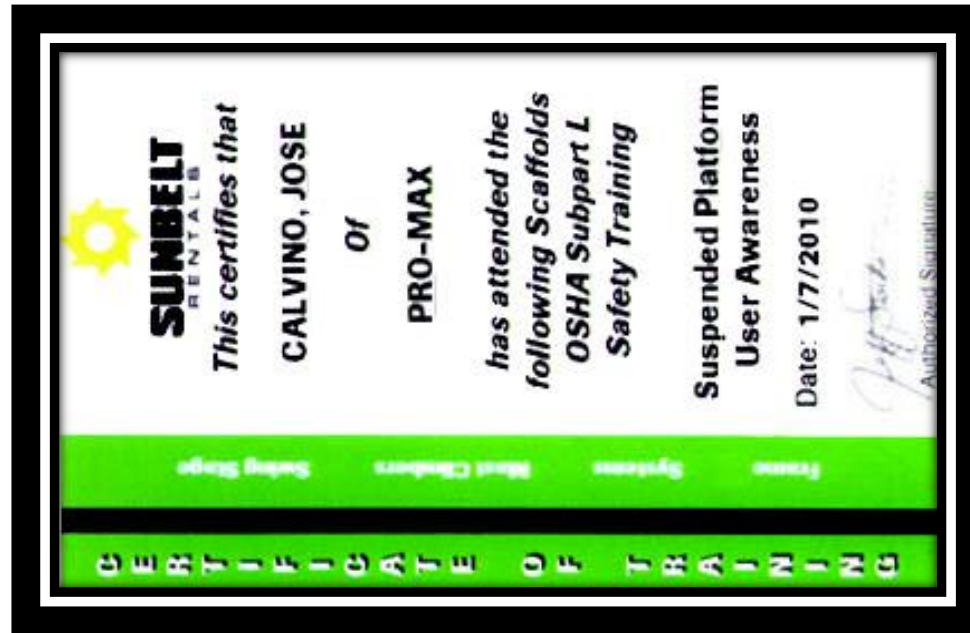 SUNBELT
RENTALS
This certifies that
CALVINO, JOSE
Of
PRO-MAX
has attended the
following Scaffolds
OSHA Subpart L
Safety Training
Suspended Platform
User Awareness
Date: 1/7/2010
Authorized Signature
Swing Stage Mast Climbers Systems Frame
CERTIFICATE OF TRAINING